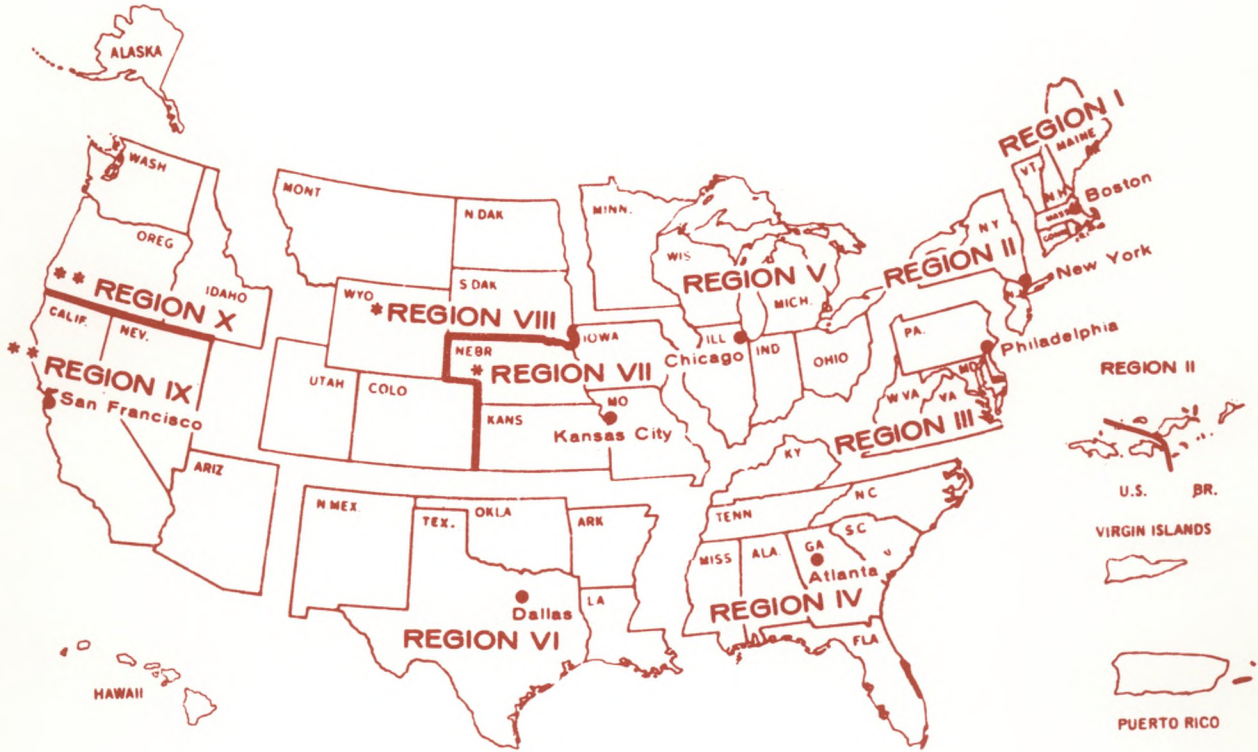 ALASKA
REGION I
MAINE
VT.
N H
Boston
MASS
CONN
WASH
MONT
N DAK
MINN.
OREG
N Y
REGION II
New York
N.J.
WIS
REGION V
MICH.
** REGION X
IDAHO
WYO
S DAK
*REGION VIII
CALIF.
NEV.
PA.
Philadelphia
IOWA
ILL
Chicago
IND
OHIO
NEBR
* REGION VII
MD
REGION II
** REGION IX
San Francisco
UTAH
COLO
W VA
VA
REGION III
KANS
MO
Kansas City
KY
ARIZ
U.S. BR.
VIRGIN ISLANDS
N MEX.
TEX.
OKLA
ARK
TENN
N C
S C
MISS
ALA.
GA
Atlanta
Dallas
LA
REGION IV
REGION VI
FLA
HAWAII
PUERTO RICO